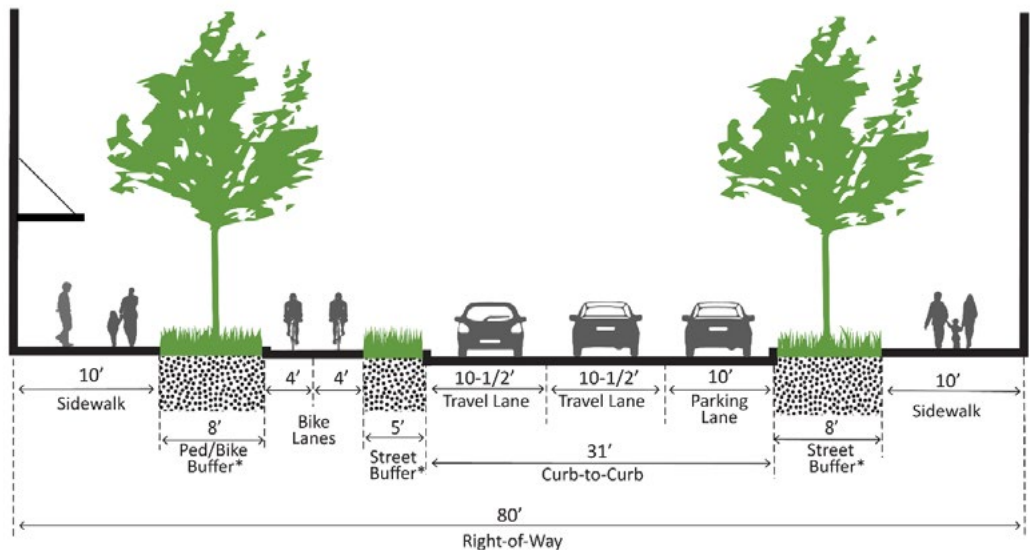 10’
Sidewalk
8’
Ped/Bike
Buffer*
4’
4’
Bike
Lanes
5’
Street
Buffer*
10-1/2’
Travel Lane
10-1/2’
Travel Lane
10’
Parking
Lane
31’
Curb-to-Curb
8’
Street
Buffer*
10’
Sidewalk
80’
Right-of-Way